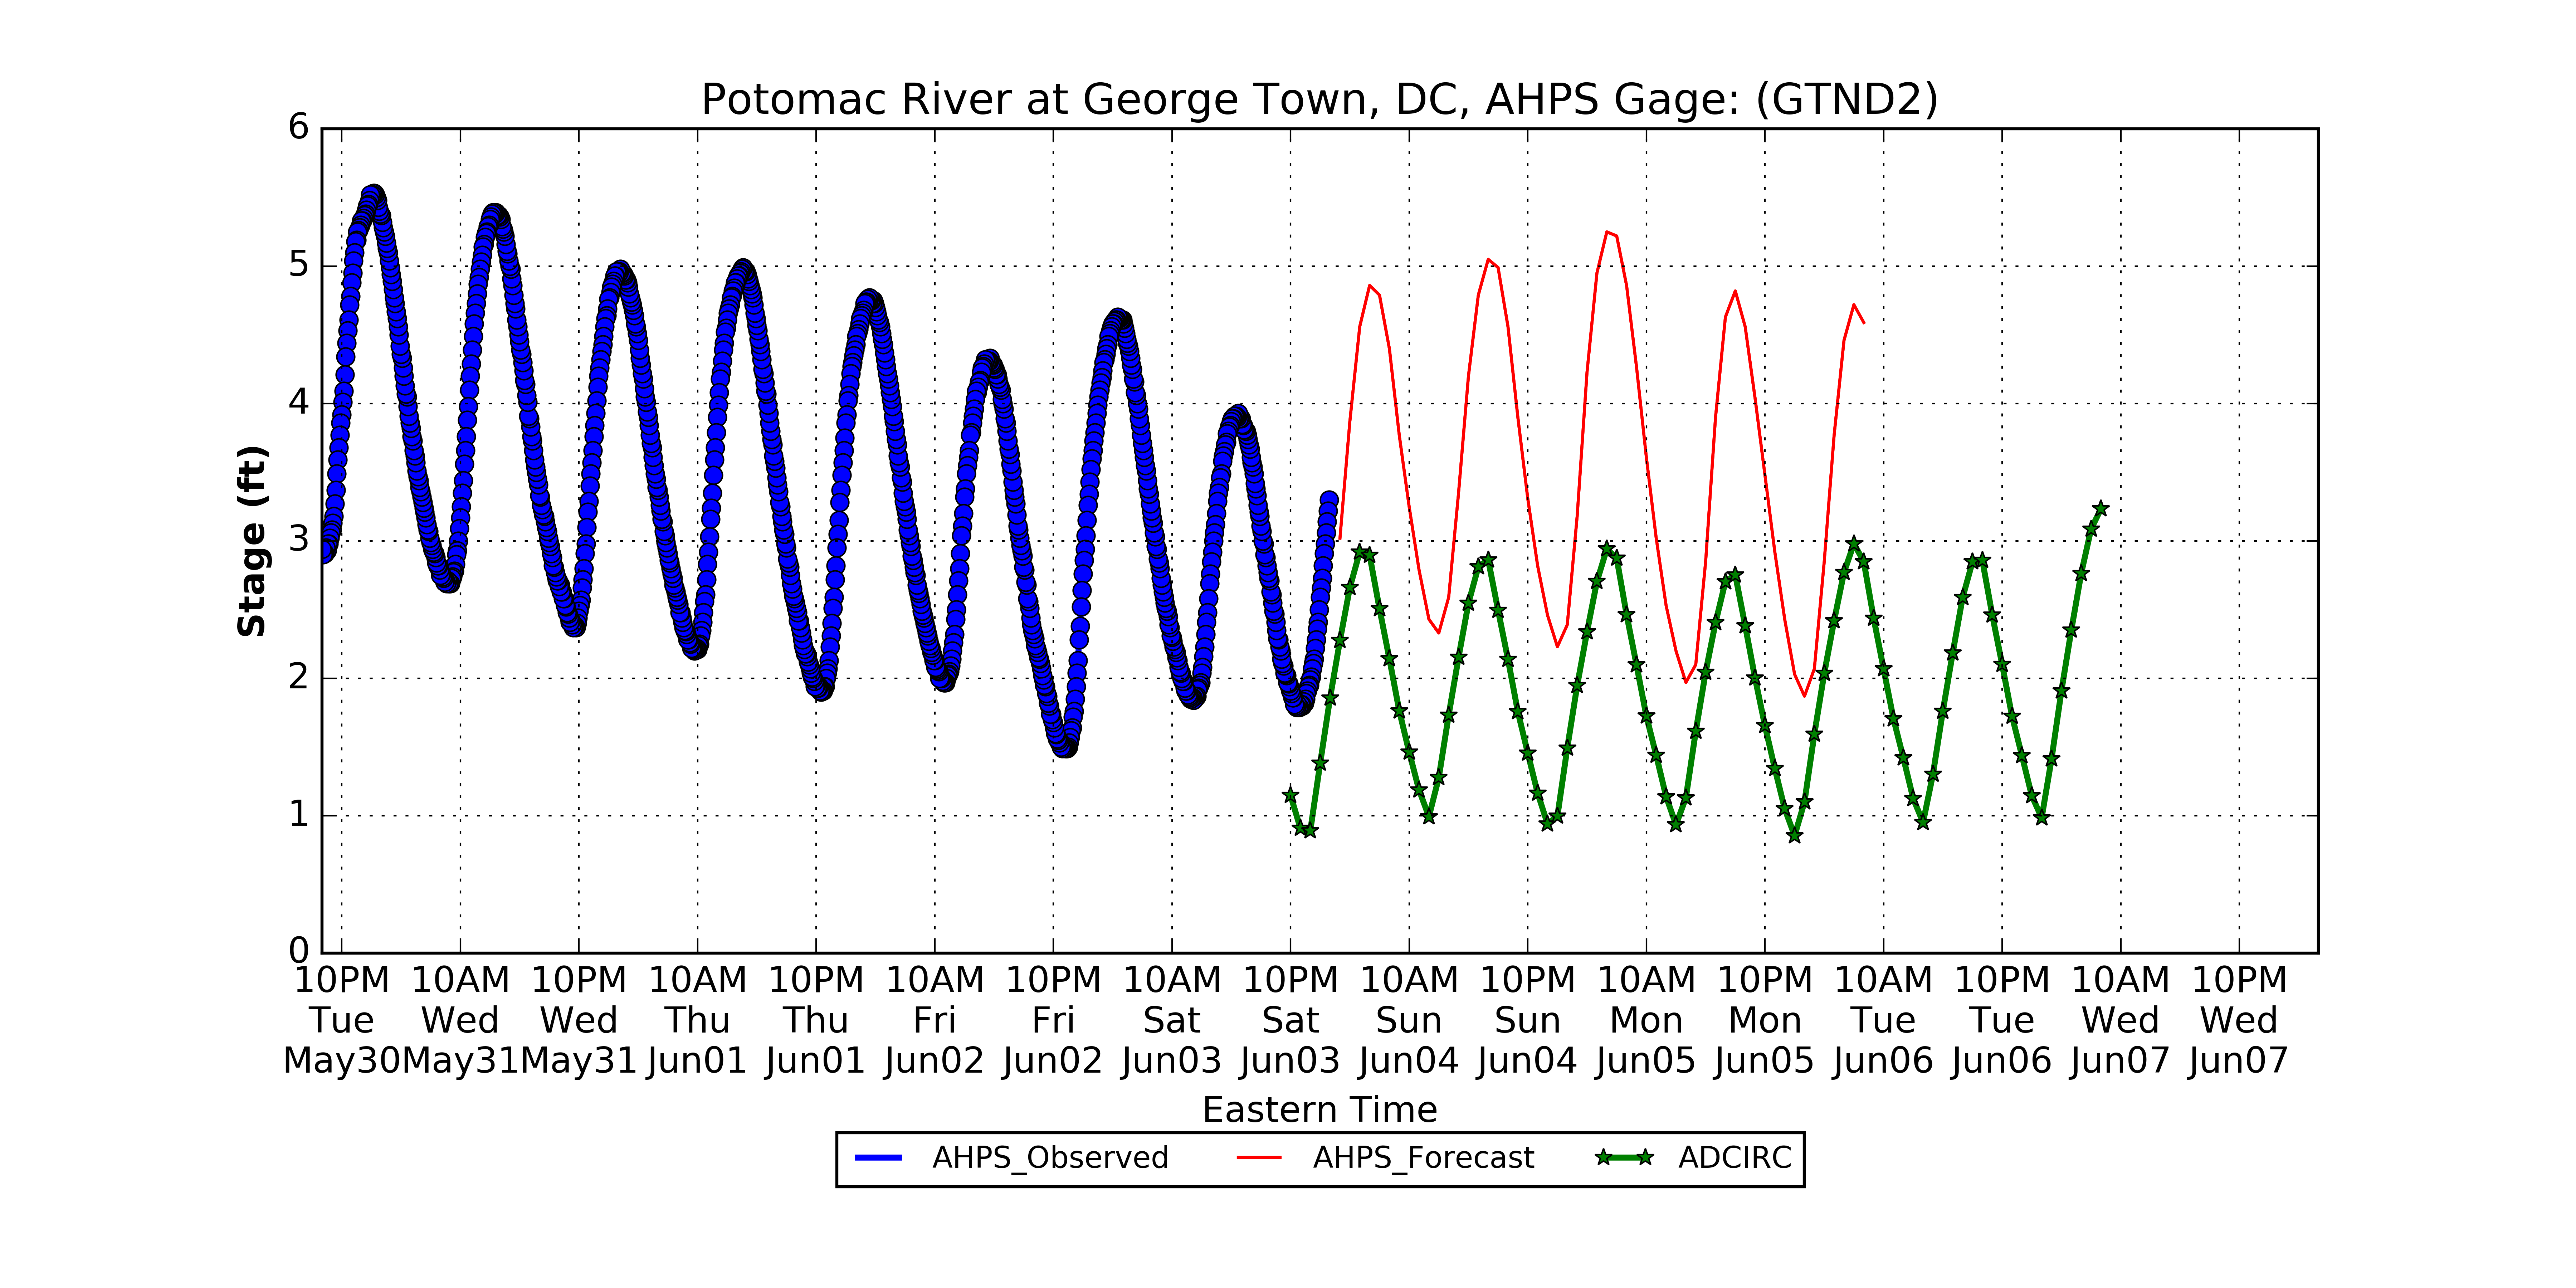 Potomac River at George Town, DC, AHPS Gage: (GTND2)
6
5
4
3
2
1
0
Stage (ft)
10PM 10AM 10PM 10AM 10PM 10AM 10PM 10AM 10PM 10AM 10PM 10AM 10PM 10AM 10PM 10AM 10PM
Tue Wed Wed Thu Thu Fri Fri Sat Sat Sun Sun Mon Mon Tue Tue Wed Wed
May30 May31 May31 Jun01 Jun01 Jun02 Jun02 Jun03 Jun03 Jun04 Jun04 Jun05 Jun05 Jun06 Jun06 Jun07 Jun07
Eastern Time
AHPS_Observed AHPS_Forecast ADCIRC